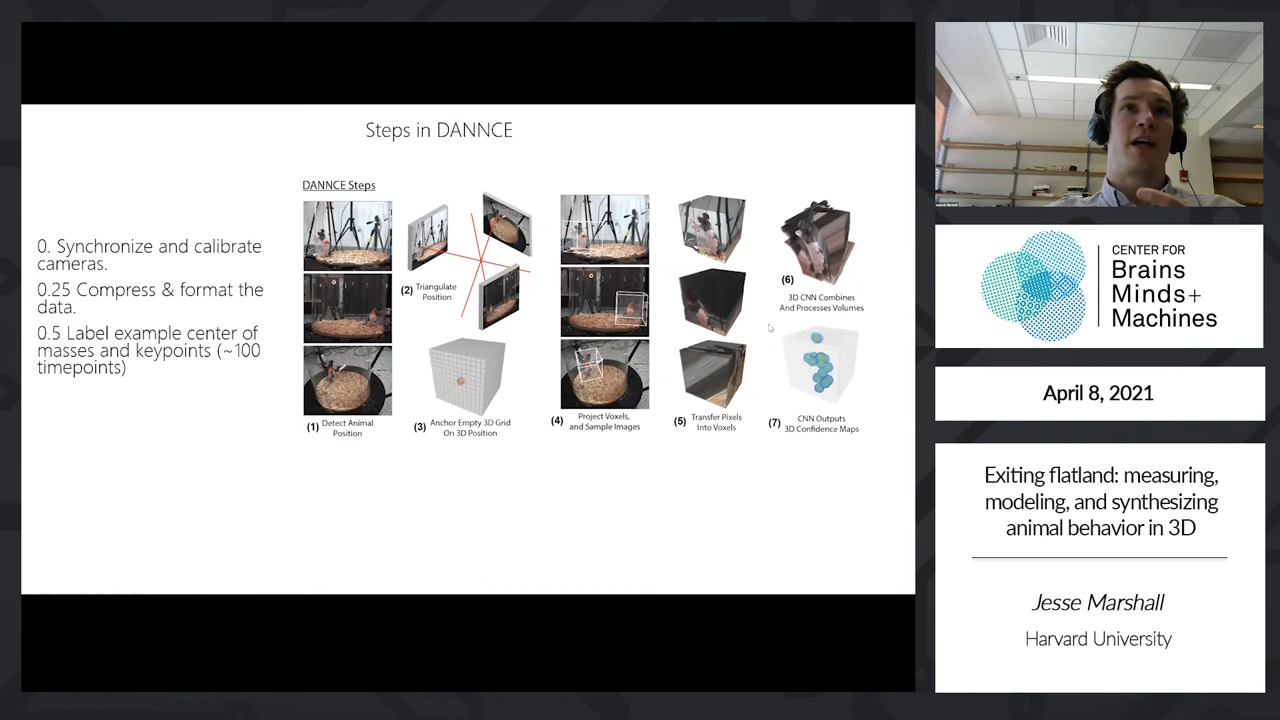 Steps in DANNCE
DANNCE Steps
0. Synchronize and calibrate
cameras.
0.25 Compress & format the
data.
0.5 Label example center of
masses and keypoints (~100
timepoints)
(1) Detect Animal
Position
(2) Triangulate
Position
(3) Anchor Empty 3D Grid
On 3D Position
(4) Project Voxels,
and Sample Images
(5) Transfer Pixels
Into Voxels
(6)
3D CNN Combines
And Processes Volumes
(7) CNN Outputs
3D Confidence Maps
CENTER FOR
Brains
Minds+
Machines
April 8, 2021
Exiting flatland: measuring,
modeling, and synthesizing
animal behavior in 3D
Jesse Marshall
Harvard University